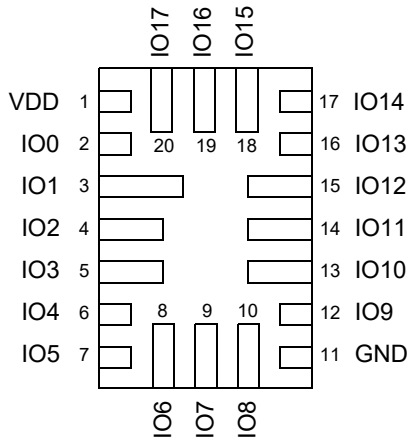 IO17 IO16 IO15
VDD 1 17 IO14
IO0 2 20 19 18 16 IO13
IO1 3 15 IO12
IO2 4 14 IO11
IO3 5 13 IO10
IO4 6 8 9 10 12 IO9
IO5 7 11 GND
IO6 IO7 IO8